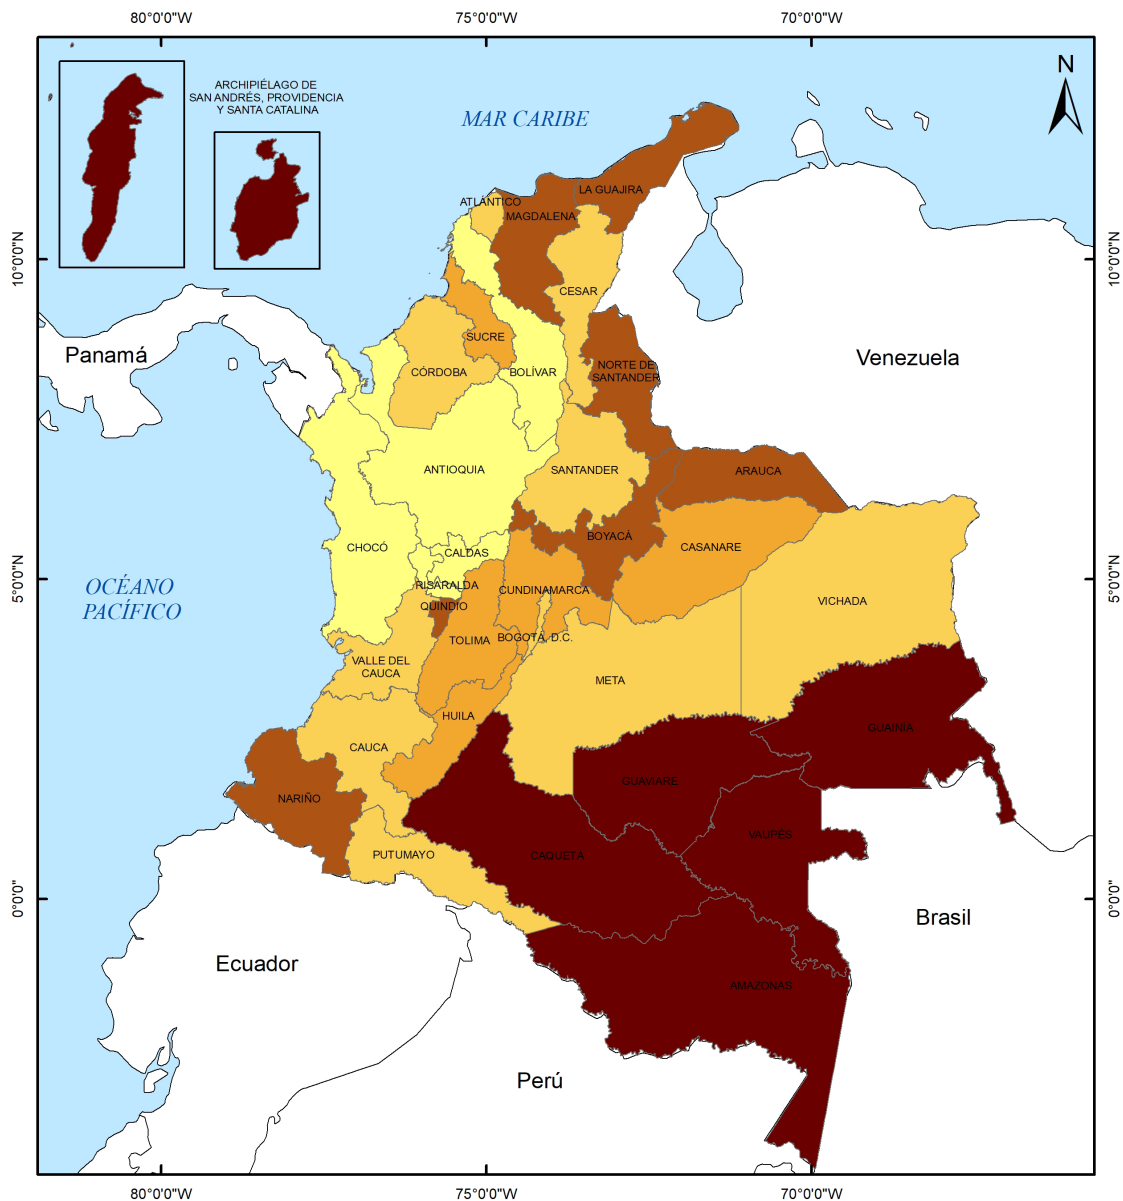 80°0'0"W
75°0'0"W
70°0'0"W
N
ARCHIPIÉLAGO DE
SAN ANDRÉS, PROVIDENCIA
Y SANTA CATALINA
MAR CARIBE
LA GUAJIRA
ATLÁNTICO
MAGDALENA
10°0'0"N
10°0'0"N
CESAR
SUCRE
Panamá
Venezuela
NORTE DE
SANTANDER
CÓRDOBA
BOLÍVAR
ANTIOQUIA
SANTANDER
ARAUCA
BOYACÁ
CHOCÓ
CALDAS
CASANARE
5°0'0"N
5°0'0"N
OCÉANO
PACÍFICO
RISARALDA
CUNDINAMARCA
QUINDÍO
VICHADA
TOLIMA
BOGOTÁ, D.C.
VALLE DEL
CAUCA
META
HUILA
GUAINÍA
CAUCA
GUAVIARE
NARIÑO
VAUPÉS
PUTUMAYO
CAQUETÁ
0°0'0"
0°0'0"
Brasil
Ecuador
AMAZONAS
Perú
80°0'0"W
75°0'0"W
70°0'0"W